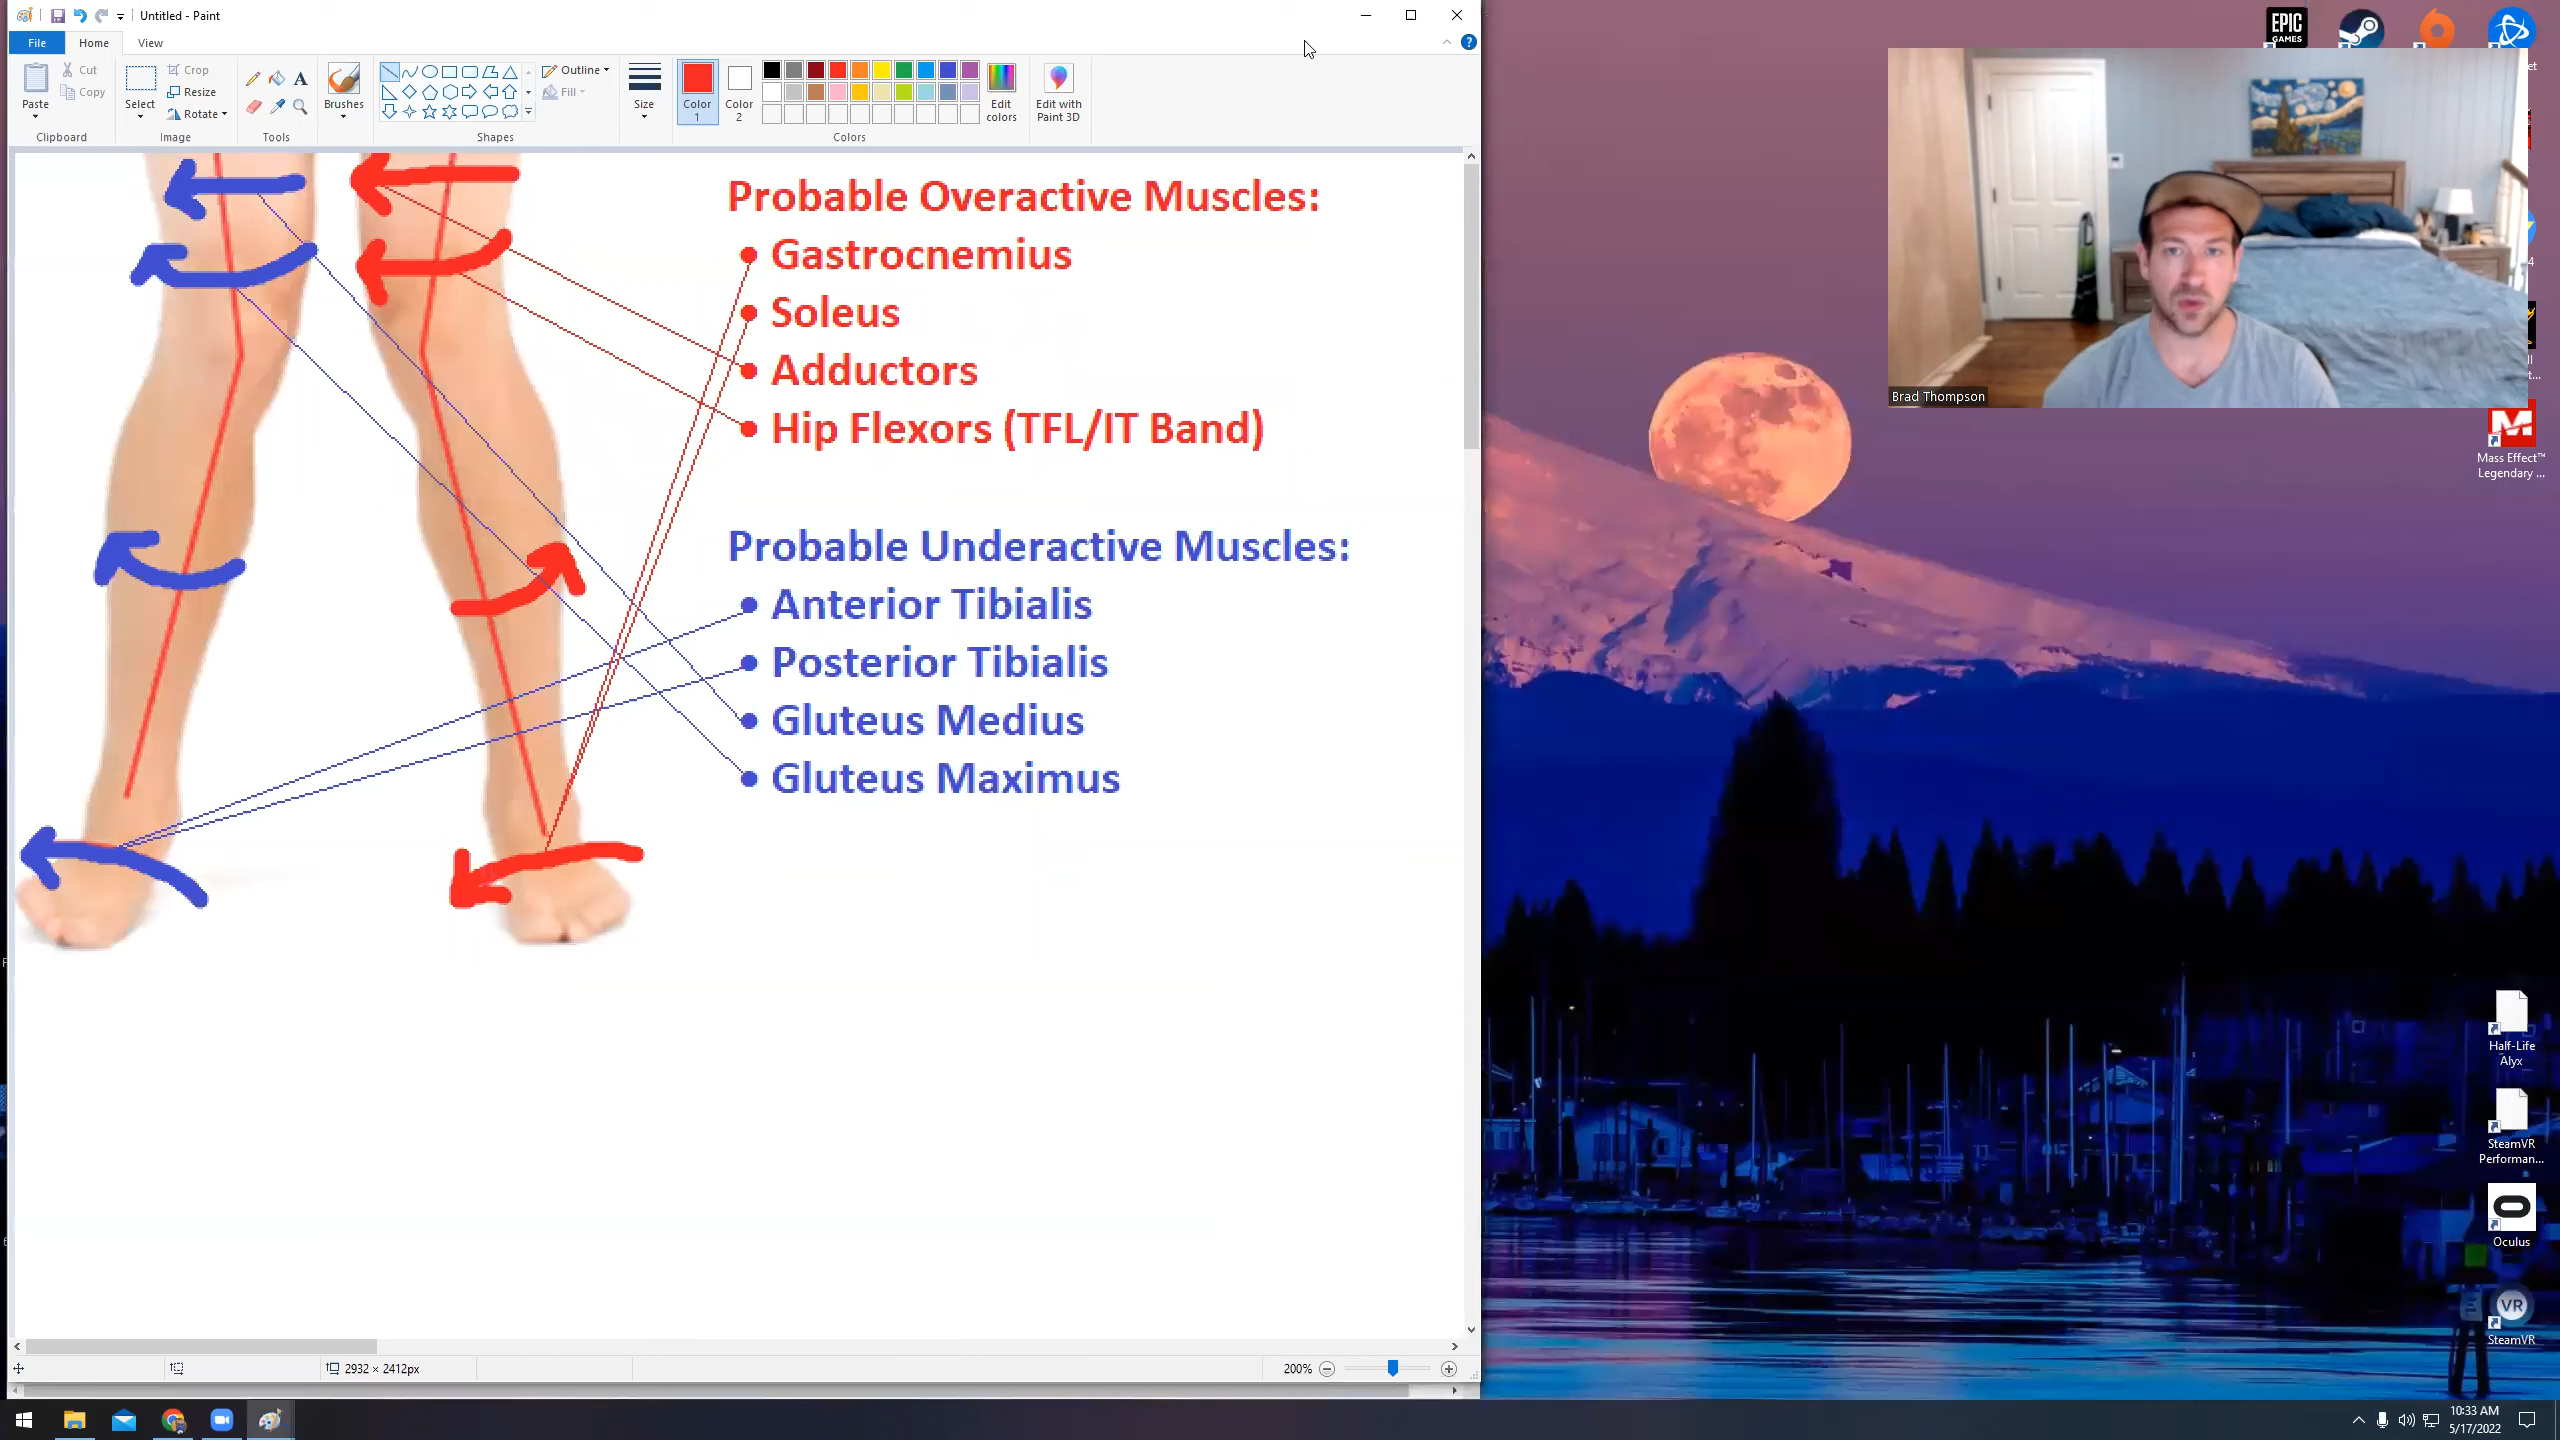 Untitled - Paint
File
Home
View
Paste
Cut
Copy
Clipboard
Select
Crop
Resize
Rotate
Image
A
Tools
Brushes
Shapes
Outline
Fill
Size
Color 1
Color 2
Colors
Edit colors
Edit with Paint 3D
Probable Overactive Muscles:
• Gastrocnemius
• Soleus
• Adductors
• Hip Flexors (TFL/IT Band)
Probable Underactive Muscles:
• Anterior Tibialis
• Posterior Tibialis
• Gluteus Medius
• Gluteus Maximus
2932 × 2412px
200%
EPIC GAMES
Brad Thompson
Mass Effect™
Legendary ...
Half-Life
Alyx
SteamVR
Performan...
Oculus
VR
SteamVR
10:33 AM
5/17/2022